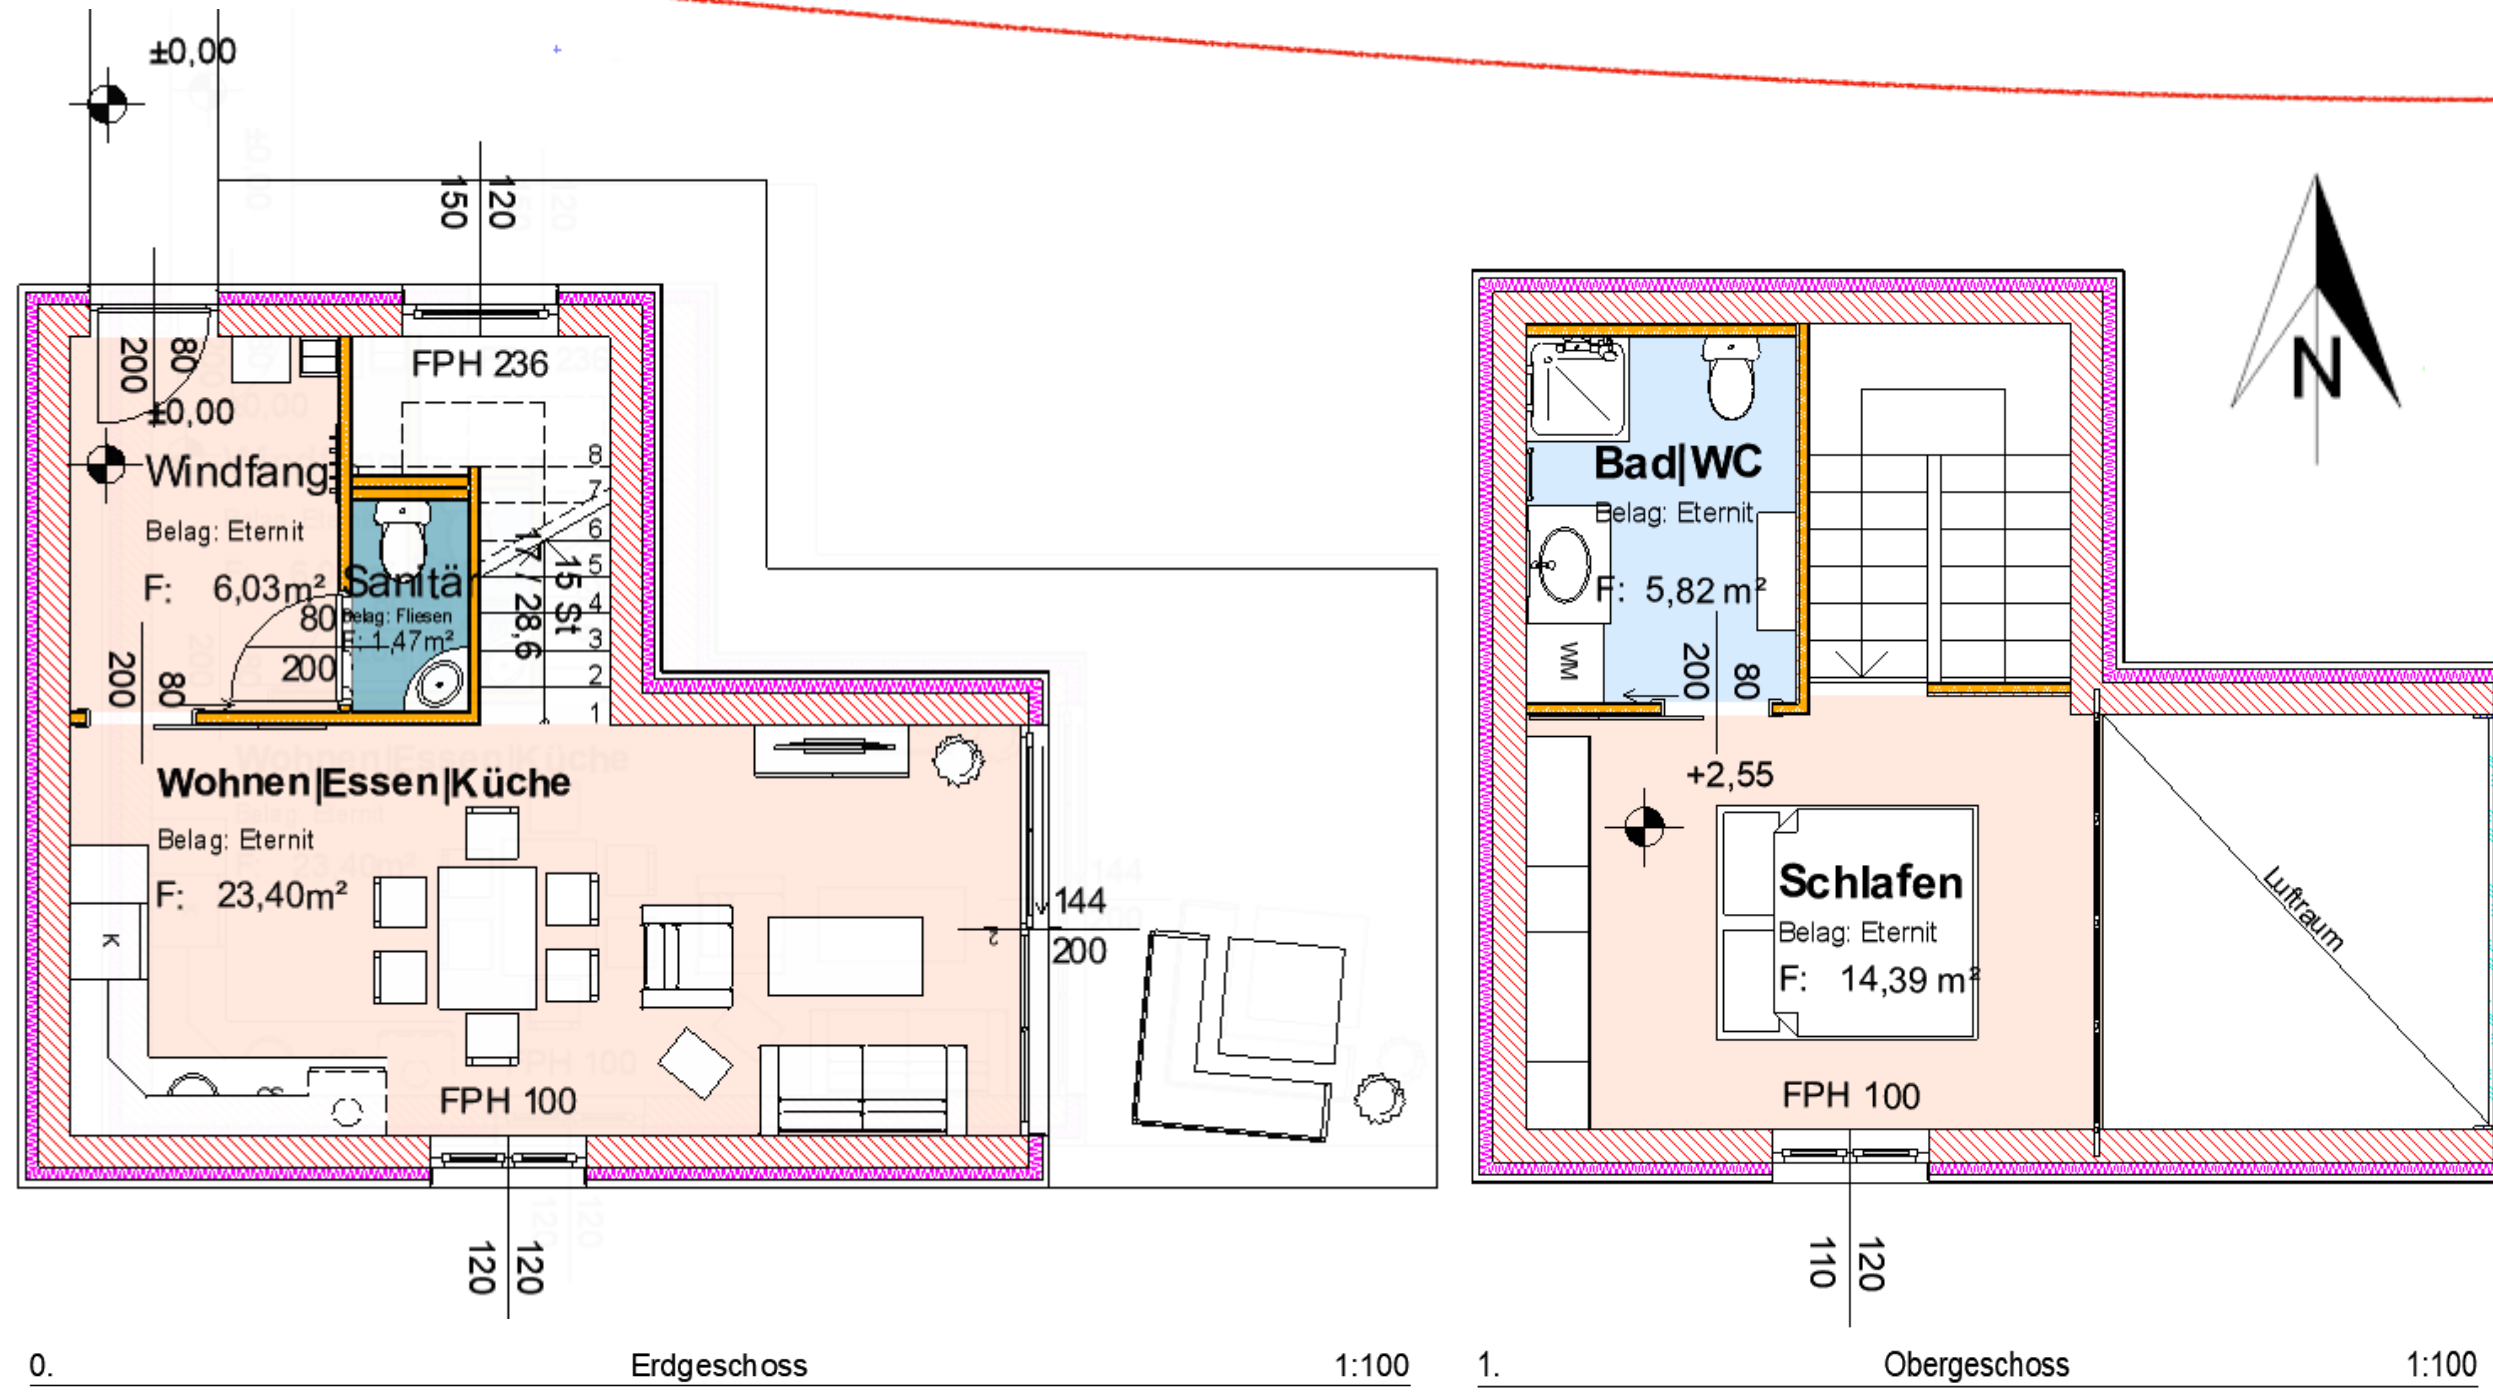 ±0,00
150
120
200
80
±0,00
FPH 236
Windfang
Belag: Eternit
F: 6,03m²
80
200
200
80
Sanitär
Belag: Fliesen
F: 1,47m²
8
7
6
5
4
3
2
1
17 / 28,6
15 St
Wohnen|Essen|Küche
Belag: Eternit
F: 23,40m²
K
FPH 100
144
200
2
120
120
0.
Erdgeschoss
1:100
N
Bad|WC
Belag: Eternit
F: 5,82 m²
WM
200
80
+2,55
Schlafen
Belag: Eternit
F: 14,39 m²
Luftraum
FPH 100
110
120
1.
Obergeschoss
1:100